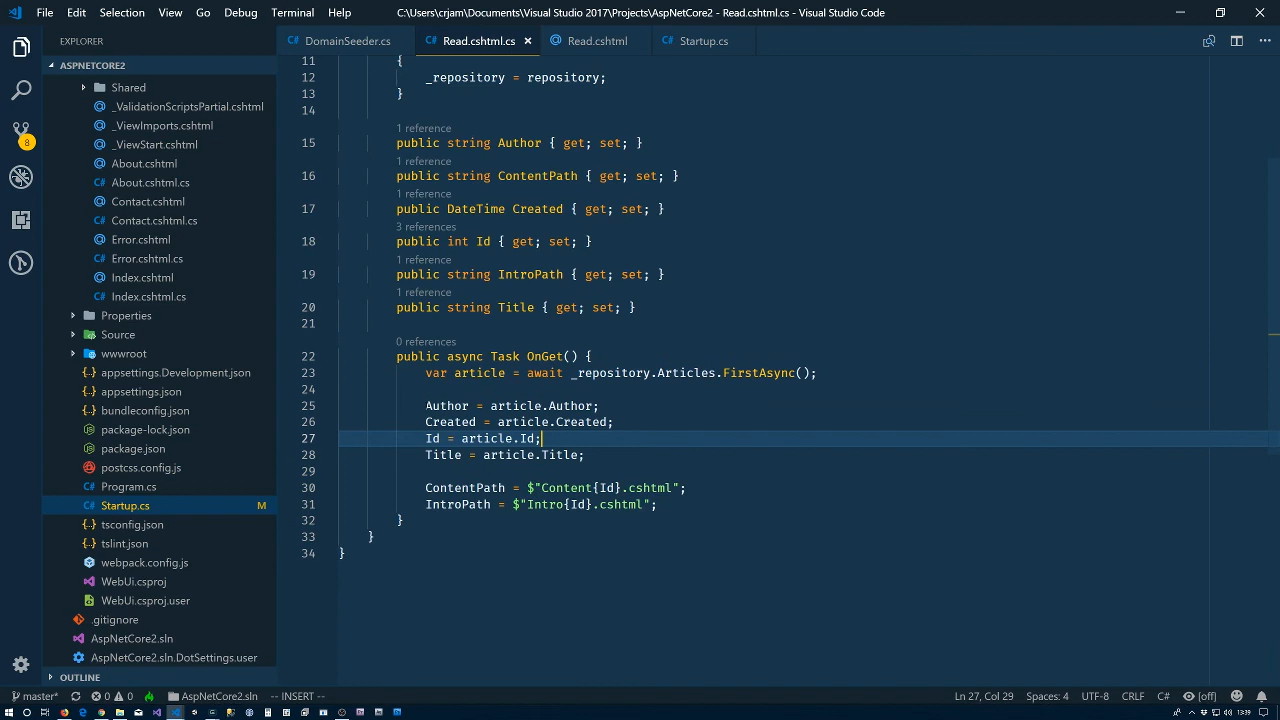 File Edit Selection View Go Debug Terminal Help C:\Users\crjam\Documents\Visual Studio 2017\Projects\AspNetCore2 - Read.cshtml.cs - Visual Studio Code
EXPLORER
ASPNETCORE2
Shared
_ValidationScriptsPartial.cshtml
_ViewImports.cshtml
_ViewStart.cshtml
About.cshtml
C# About.cshtml.cs
Contact.cshtml
C# Contact.cshtml.cs
Error.cshtml
C# Error.cshtml.cs
Index.cshtml
C# Index.cshtml.cs
Properties
Source
wwwroot
appsettings.Development.json
appsettings.json
bundleconfig.json
package-lock.json
package.json
postcss.config.js
C# Program.cs
C# Startup.cs M
tsconfig.json
tslint.json
webpack.config.js
WebUi.csproj
WebUi.csproj.user
.gitignore
AspNetCore2.sln
AspNetCore2.sln.DotSettings.user
OUTLINE
8
C# DomainSeeder.cs C# Read.cshtml.cs × @ Read.cshtml C# Startup.cs
11 {
12 _repository = repository;
13 }
14
1 reference
15 public string Author { get; set; }
1 reference
16 public string ContentPath { get; set; }
1 reference
17 public DateTime Created { get; set; }
3 references
18 public int Id { get; set; }
1 reference
19 public string IntroPath { get; set; }
1 reference
20 public string Title { get; set; }
21
0 references
22 public async Task OnGet() {
23 var article = await _repository.Articles.FirstAsync();
24
25 Author = article.Author;
26 Created = article.Created;
27 Id = article.Id;
28 Title = article.Title;
29
30 ContentPath = $"Content{Id}.cshtml";
31 IntroPath = $"Intro{Id}.cshtml";
32 }
33 }
34 }
master* 0 0 AspNetCore2.sln -- INSERT -- Ln 27, Col 29 Spaces: 4 UTF-8 CRLF C# [off]
13:39